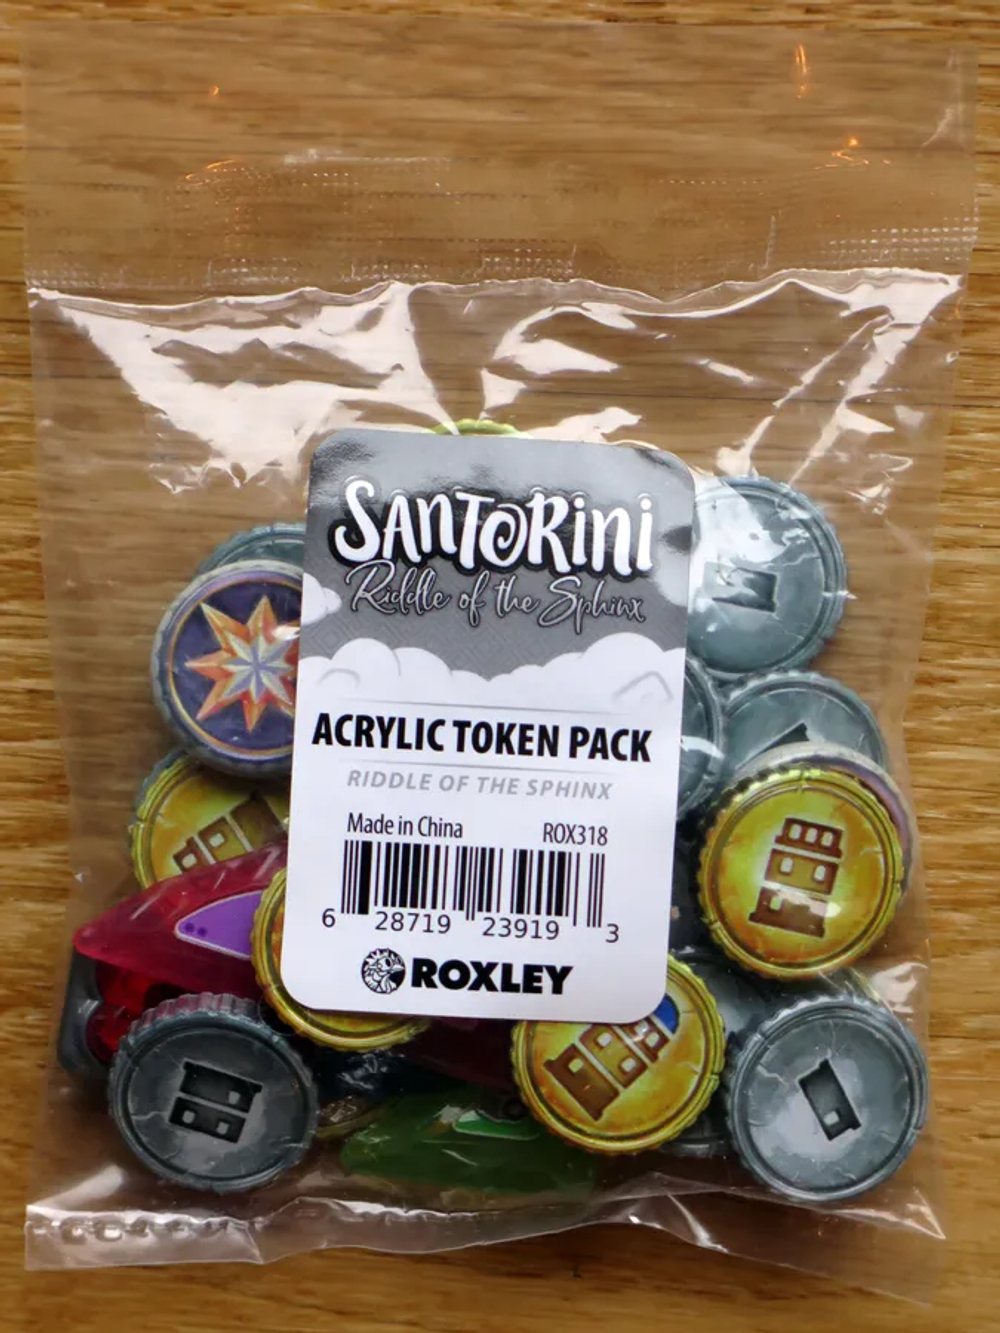 SANTORINI
Riddle of the Sphinx
ACRYLIC TOKEN PACK
RIDDLE OF THE SPHINX
Made in China ROX318
6 28719 23919 3
ROXLEY